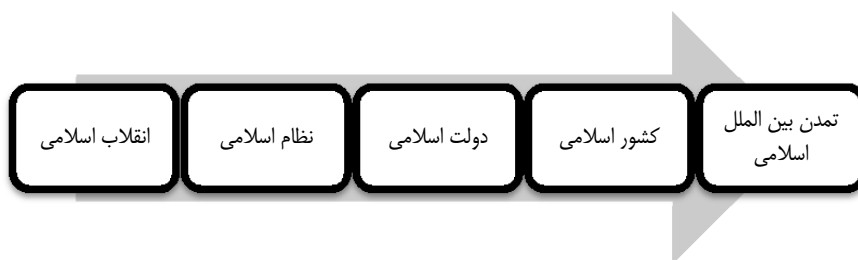 انقلاب اسلامی
نظام اسلامی
دولت اسلامی
کشور اسلامی
تمدن بین الملل
اسلامی